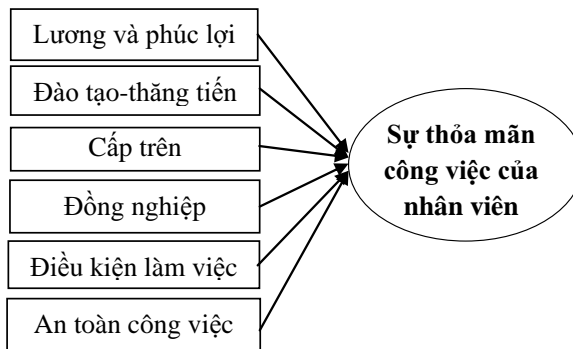 Lương và phúc lợi
Đào tạo-thăng tiến
Cấp trên
Đồng nghiệp
Điều kiện làm việc
An toàn công việc
Sự thỏa mãn
công việc của
nhân viên